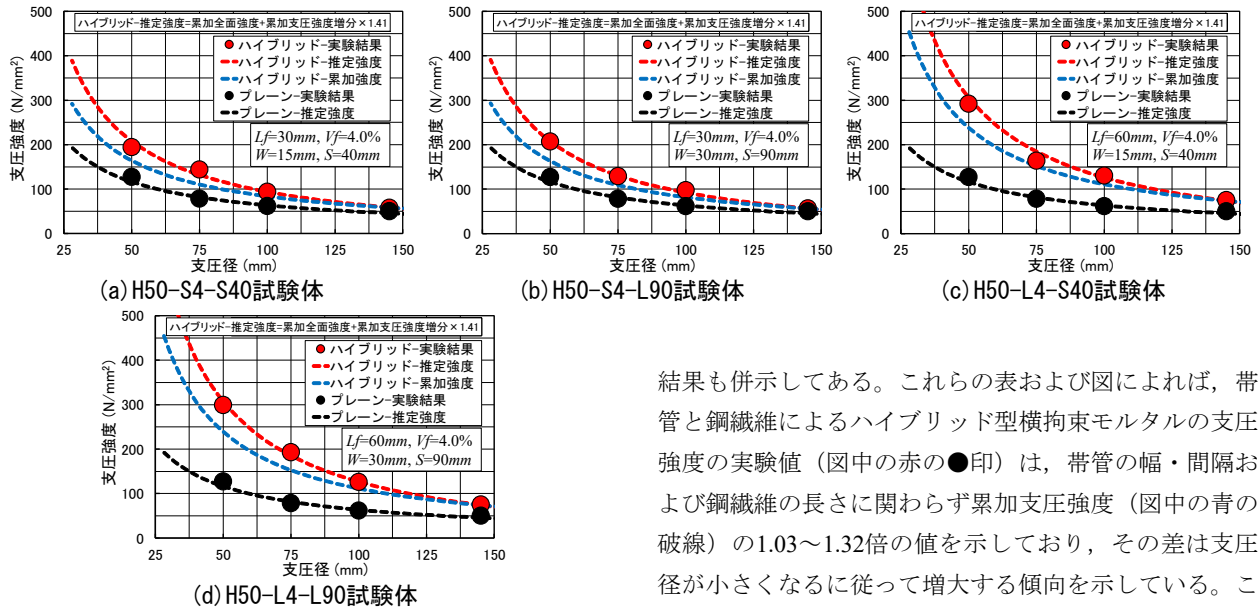 ハイブリッド-推定強度=累加全面強度+累加支圧強度増分×1.41
ハイブリッド-実験結果
ハイブリッド-推定強度
ハイブリッド-累加強度
プレーン-実験結果
プレーン-推定強度
Lf=30mm, Vf=4.0%
W=15mm, S=40mm
支圧強度 (N/mm²)
500
400
300
200
100
0
25 50 75 100 125 150
支圧径 (mm)
(a)H50-S4-S40試験体
ハイブリッド-推定強度=累加全面強度+累加支圧強度増分×1.41
ハイブリッド-実験結果
ハイブリッド-推定強度
ハイブリッド-累加強度
プレーン-実験結果
プレーン-推定強度
Lf=30mm, Vf=4.0%
W=30mm, S=90mm
支圧強度 (N/mm²)
500
400
300
200
100
0
25 50 75 100 125 150
支圧径 (mm)
(b)H50-S4-L90試験体
ハイブリッド-推定強度=累加全面強度+累加支圧強度増分×1.41
ハイブリッド-実験結果
ハイブリッド-推定強度
ハイブリッド-累加強度
プレーン-実験結果
プレーン-推定強度
Lf=60mm, Vf=4.0%
W=15mm, S=40mm
支圧強度 (N/mm²)
500
400
300
200
100
0
25 50 75 100 125 150
支圧径 (mm)
(c)H50-L4-S40試験体
ハイブリッド-推定強度=累加全面強度+累加支圧強度増分×1.41
ハイブリッド-実験結果
ハイブリッド-推定強度
ハイブリッド-累加強度
プレーン-実験結果
プレーン-推定強度
Lf=60mm, Vf=4.0%
W=30mm, S=90mm
支圧強度 (N/mm²)
500
400
300
200
100
0
25 50 75 100 125 150
支圧径 (mm)
(d)H50-L4-L90試験体
結果も併示してある。これらの表および図によれば，帯
管と鋼繊維によるハイブリッド型横拘束モルタルの支圧
強度の実験値（図中の赤の●印）は，帯管の幅・間隔お
よび鋼繊維の長さに関わらず累加支圧強度（図中の青の
破線）の1.03～1.32倍の値を示しており，その差は支圧
径が小さくなるに従って増大する傾向を示している。こ